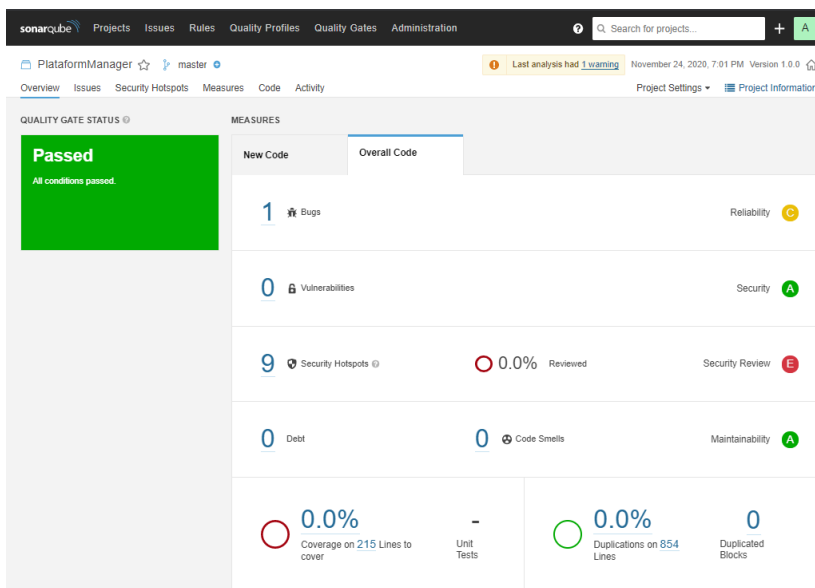 sonarqube Projects Issues Rules Quality Profiles Quality Gates Administration ? Search for projects... + A
PlataformManager master Last analysis had 1 warning November 24, 2020, 7:01 PM Version 1.0.0
Overview Issues Security Hotspots Measures Code Activity Project Settings Project Information
QUALITY GATE STATUS ? MEASURES
Passed
All conditions passed.
New Code Overall Code
1 Bugs Reliability C
0 Vulnerabilities Security A
9 Security Hotspots ? 0.0% Reviewed Security Review E
0 Debt 0 Code Smells Maintainability A
0.0% - 0.0% 0
Coverage on 215 Lines to cover
Unit Tests
Duplications on 854 Lines
Duplicated Blocks